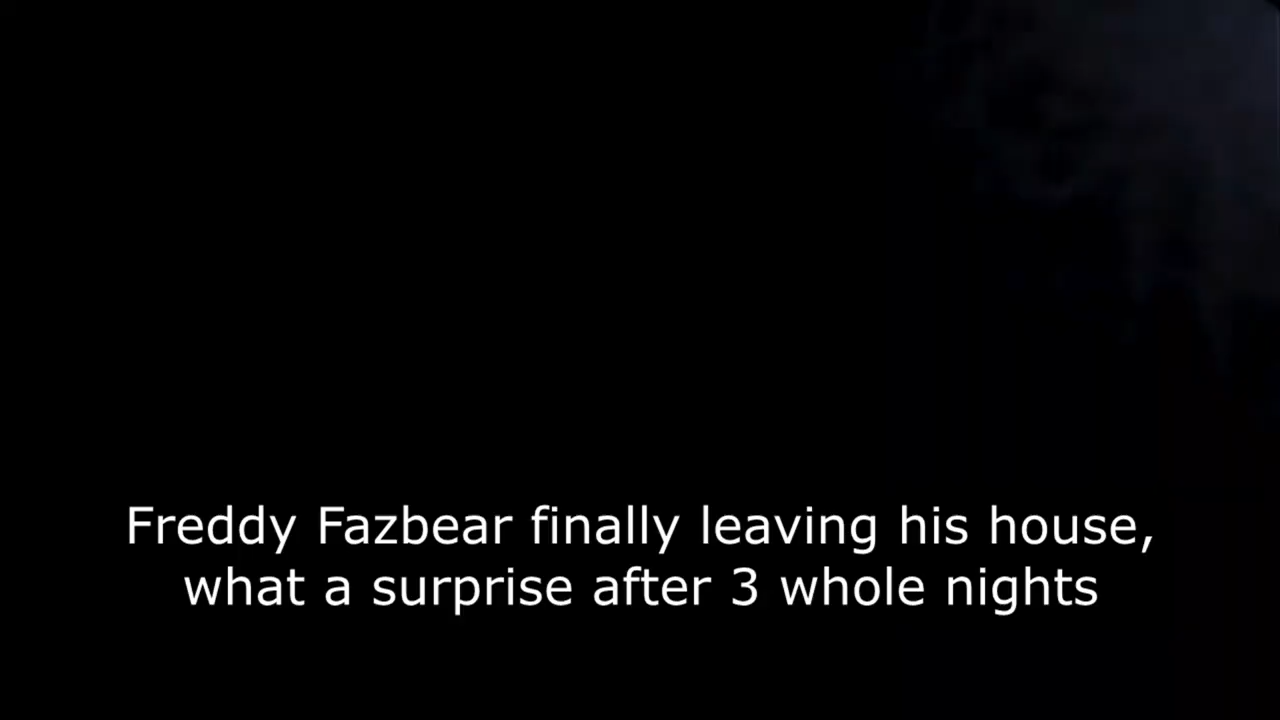 Freddy Fazbear finally leaving his house,
what a surprise after 3 whole nights